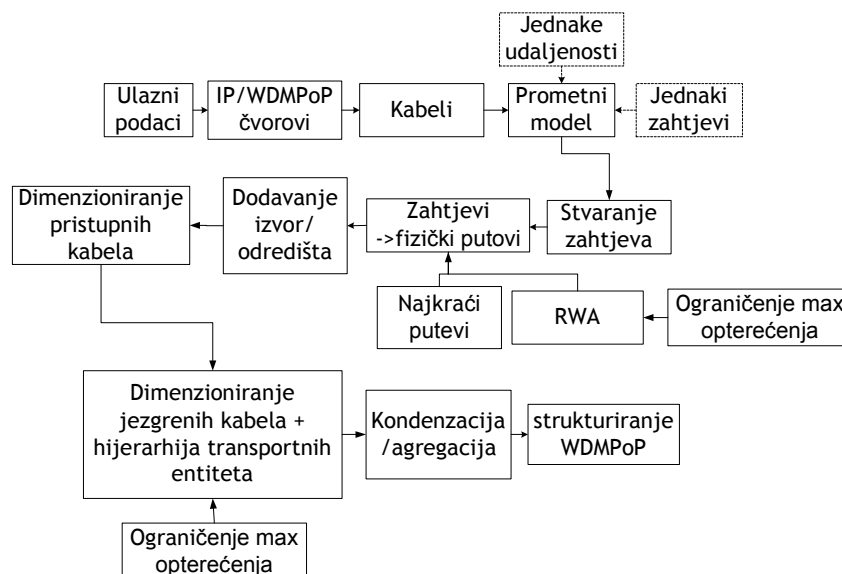 Jednake
udaljenosti
Ulazni
podaci
IP/WDMPoP
čvorovi
Kabeli
Prometni
model
Jednaki
zahtjevi
Dimenzioniranje
pristupnih
kabela
Dodavanje
izvor/
odredišta
Zahtjevi
->fizički putovi
Stvaranje
zahtjeva
Najkraći
putevi
RWA
Ograničenje max
opterećenja
Dimenzioniranje
jezgrenih kabela +
hijerarhija transportnih
entiteta
Kondenzacija
/agregacija
strukturiranje
WDMPoP
Ograničenje max
opterećenja